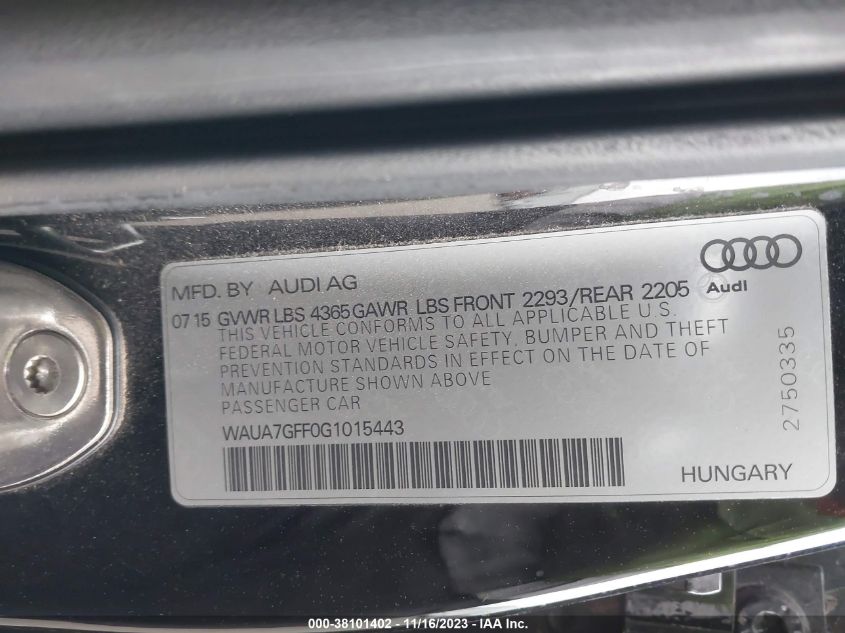 MFD. BY AUDI AG
Audi
07 15 GVWR LBS 4365 GAWR LBS FRONT 2293/REAR 2205
THIS VEHICLE CONFORMS TO ALL APPLICABLE U.S.
FEDERAL MOTOR VEHICLE SAFETY, BUMPER AND THEFT
PREVENTION STANDARDS IN EFFECT ON THE DATE OF
MANUFACTURE SHOWN ABOVE
PASSENGER CAR
WAUA7GFF0G1015443
2750335
HUNGARY
000-38101402 - 11/16/2023 - IAA Inc.